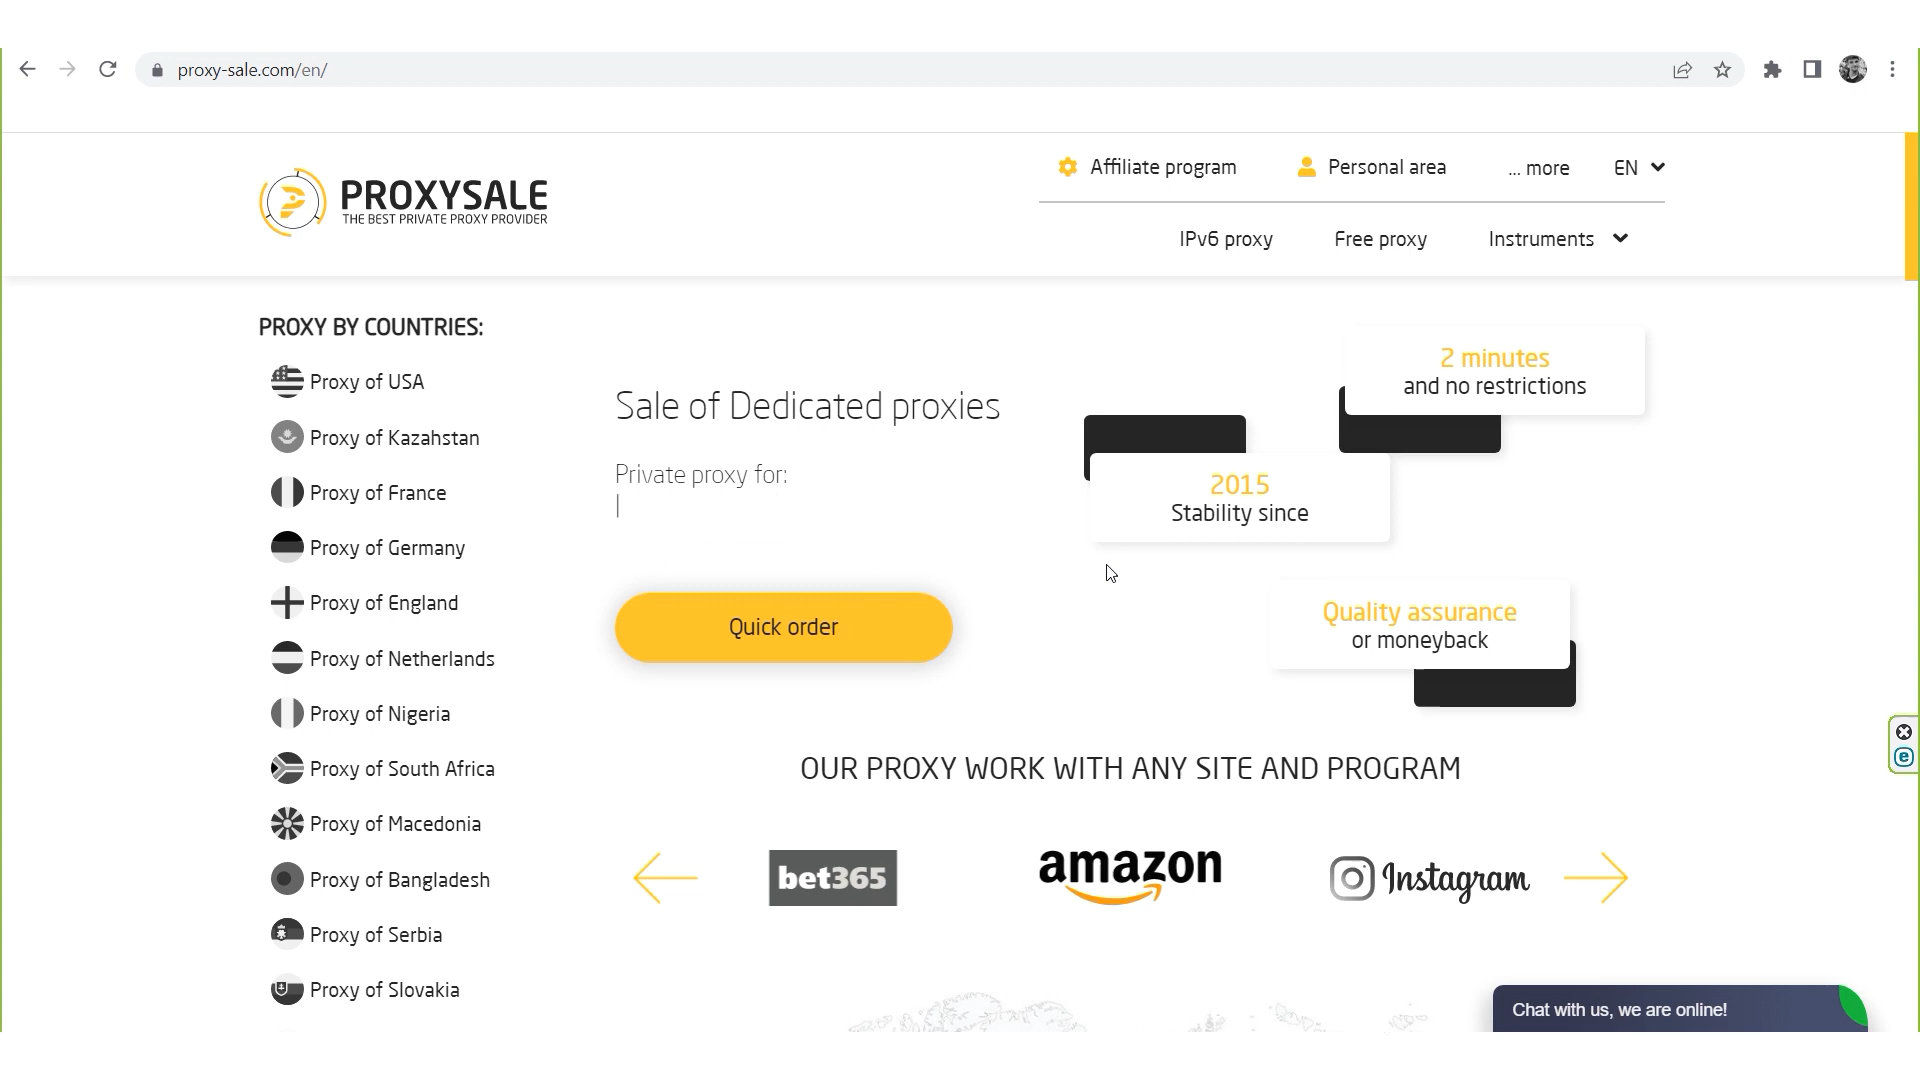 proxy-sale.com/en/
PROXYSALE
THE BEST PRIVATE PROXY PROVIDER
Affiliate program
Personal area
... more
EN
IPv6 proxy
Free proxy
Instruments
PROXY BY COUNTRIES:
Proxy of USA
Proxy of Kazahstan
Proxy of France
Proxy of Germany
Proxy of England
Proxy of Netherlands
Proxy of Nigeria
Proxy of South Africa
Proxy of Macedonia
Proxy of Bangladesh
Proxy of Serbia
Proxy of Slovakia
Sale of Dedicated proxies
Private proxy for:
Quick order
2 minutes
and no restrictions
2015
Stability since
Quality assurance
or moneyback
OUR PROXY WORK WITH ANY SITE AND PROGRAM
bet365
amazon
Instagram
Chat with us, we are online!